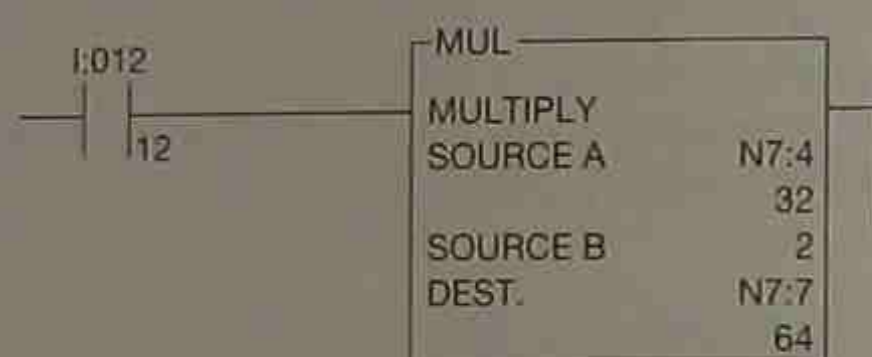 I:012
12
MUL
MULTIPLY
SOURCE A N7:4
32
SOURCE B 2
DEST. N7:7
64